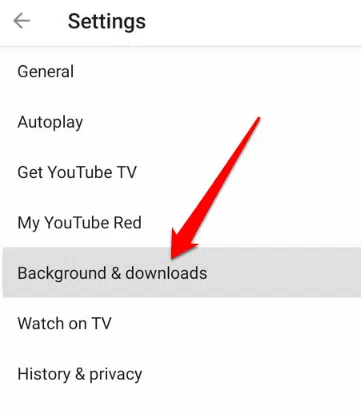 Settings
General
Autoplay
Get YouTube TV
My YouTube Red
Background & downloads
Watch on TV
History & privacy